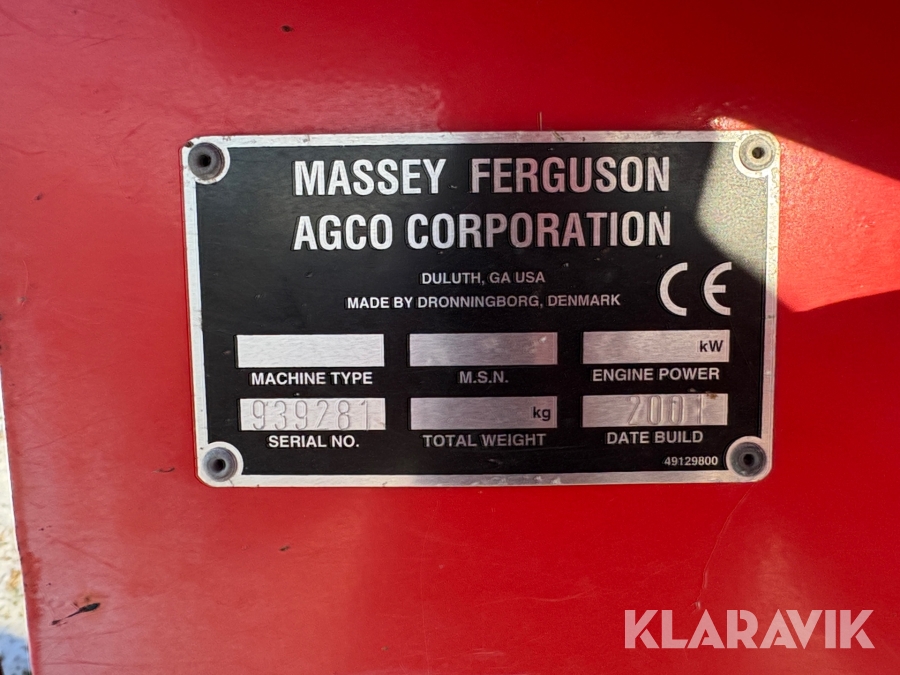 MASSEY FERGUSON
AGCO CORPORATION
DULUTH, GA USA
MADE BY DRONNINGBORG, DENMARK
CE
kW
MACHINE TYPE M.S.N. ENGINE POWER
939281 kg 2001
SERIAL NO. TOTAL WEIGHT DATE BUILD
49129800
KLARAVIK